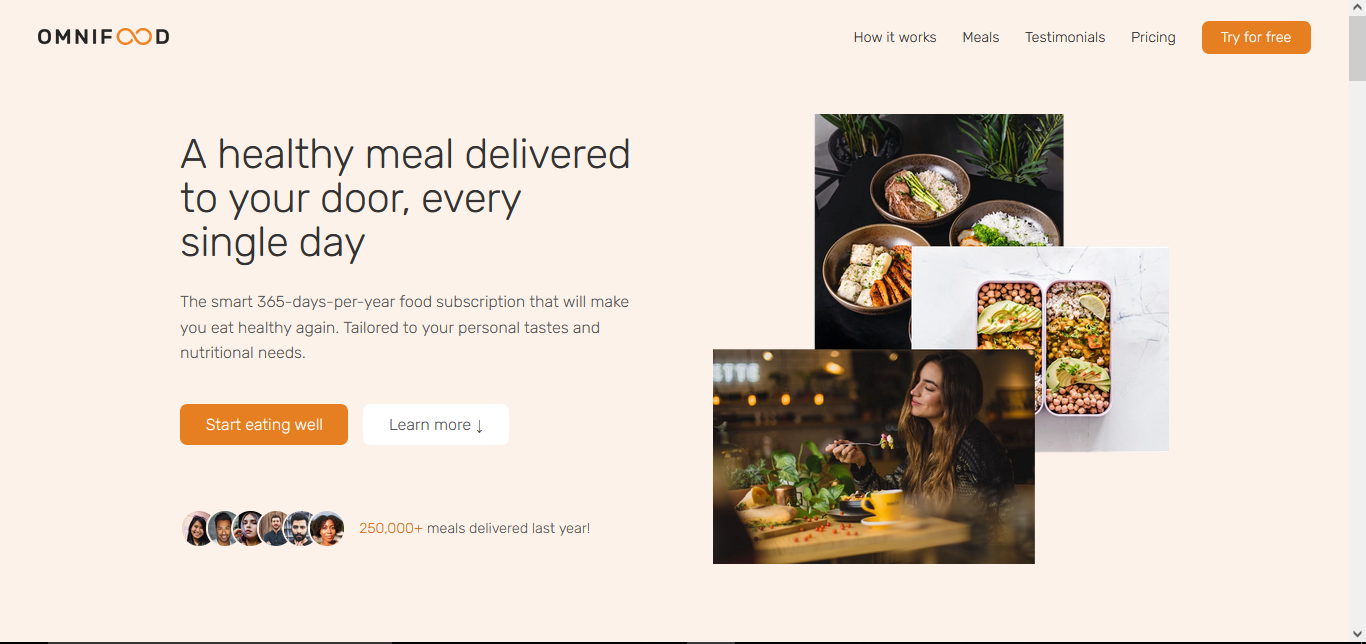 OMNIFOOD
How it works
Meals
Testimonials
Pricing
Try for free
A healthy meal delivered
to your door, every
single day
The smart 365-days-per-year food subscription that will make
you eat healthy again. Tailored to your personal tastes and
nutritional needs.
Start eating well
Learn more ↓
250,000+ meals delivered last year!